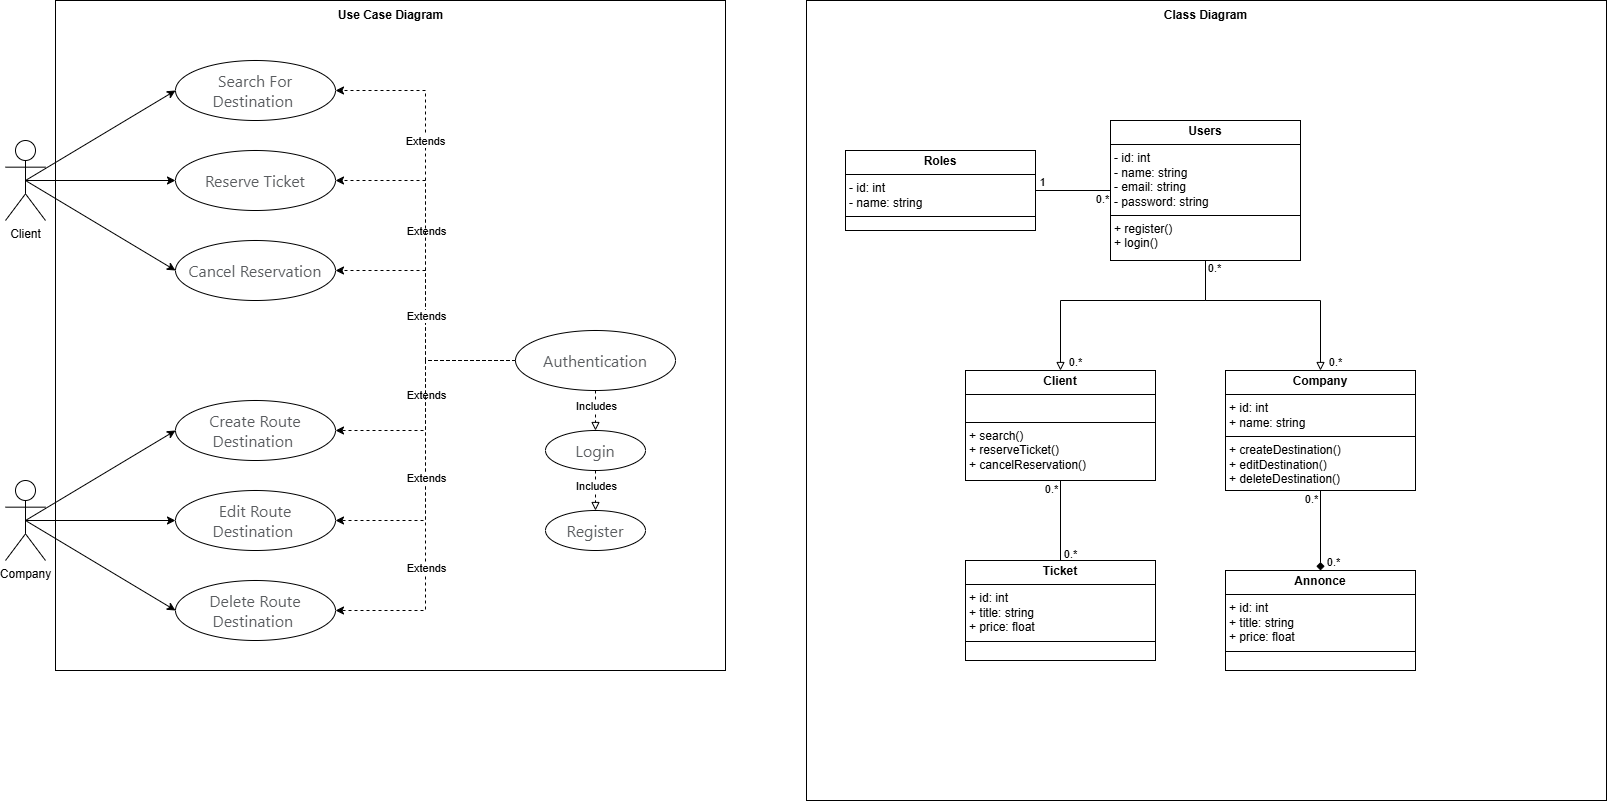 Use Case Diagram
Search For
Destination
Extends
Reserve Ticket
Client
Extends
Cancel Reservation
Extends
Authentication
Extends
Includes
Create Route
Destination
Login
Extends
Includes
Edit Route
Destination
Register
Company
Extends
Delete Route
Destination
Class Diagram
Users
- id: int
- name: string
- email: string
- password: string
+ register()
+ login()
Roles
- id: int
- name: string
1
0.*
0.*
0.*
0.*
Client
+ search()
+ reserveTicket()
+ cancelReservation()
Company
+ id: int
+ name: string
+ createDestination()
+ editDestination()
+ deleteDestination()
0.*
0.*
0.*
0.*
Ticket
+ id: int
+ title: string
+ price: float
Annonce
+ id: int
+ title: string
+ price: float